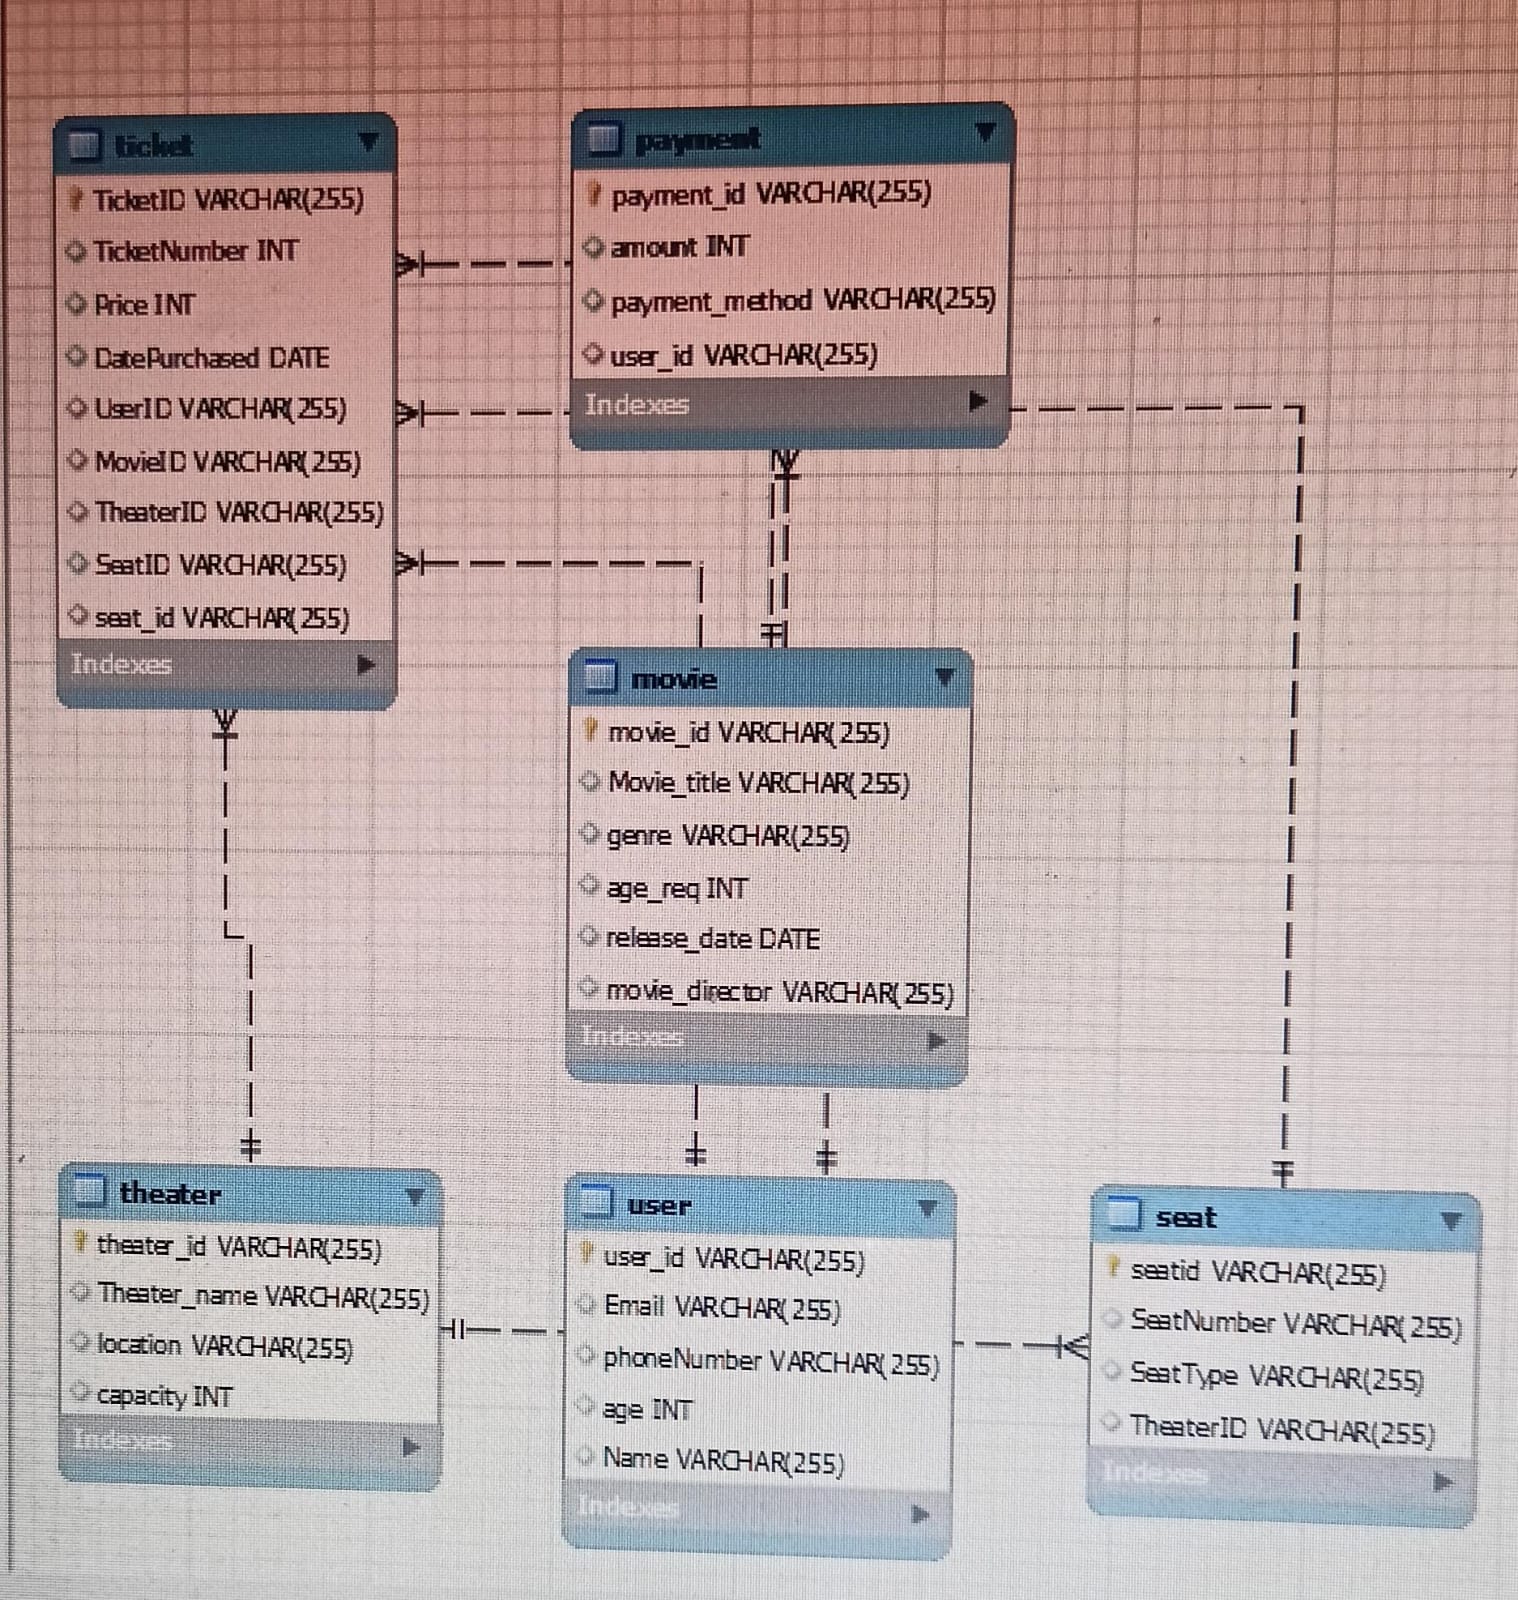 ticket
TicketID VARCHAR(255)
TicketNumber INT
Price INT
DatePurchased DATE
UserID VARCHAR(255)
MovieID VARCHAR(255)
TheaterID VARCHAR(255)
SeatID VARCHAR(255)
seat_id VARCHAR(255)
Indexes
payment
payment_id VARCHAR(255)
amount INT
payment_method VARCHAR(255)
user_id VARCHAR(255)
Indexes
movie
movie_id VARCHAR(255)
Movie_title VARCHAR(255)
genre VARCHAR(255)
age_req INT
release_date DATE
movie_director VARCHAR(255)
Indexes
theater
theater_id VARCHAR(255)
Theater_name VARCHAR(255)
location VARCHAR(255)
capacity INT
Indexes
user
user_id VARCHAR(255)
Email VARCHAR(255)
phoneNumber VARCHAR(255)
age INT
Name VARCHAR(255)
Indexes
seat
seatid VARCHAR(255)
SeatNumber VARCHAR(255)
SeatType VARCHAR(255)
TheaterID VARCHAR(255)
Indexes